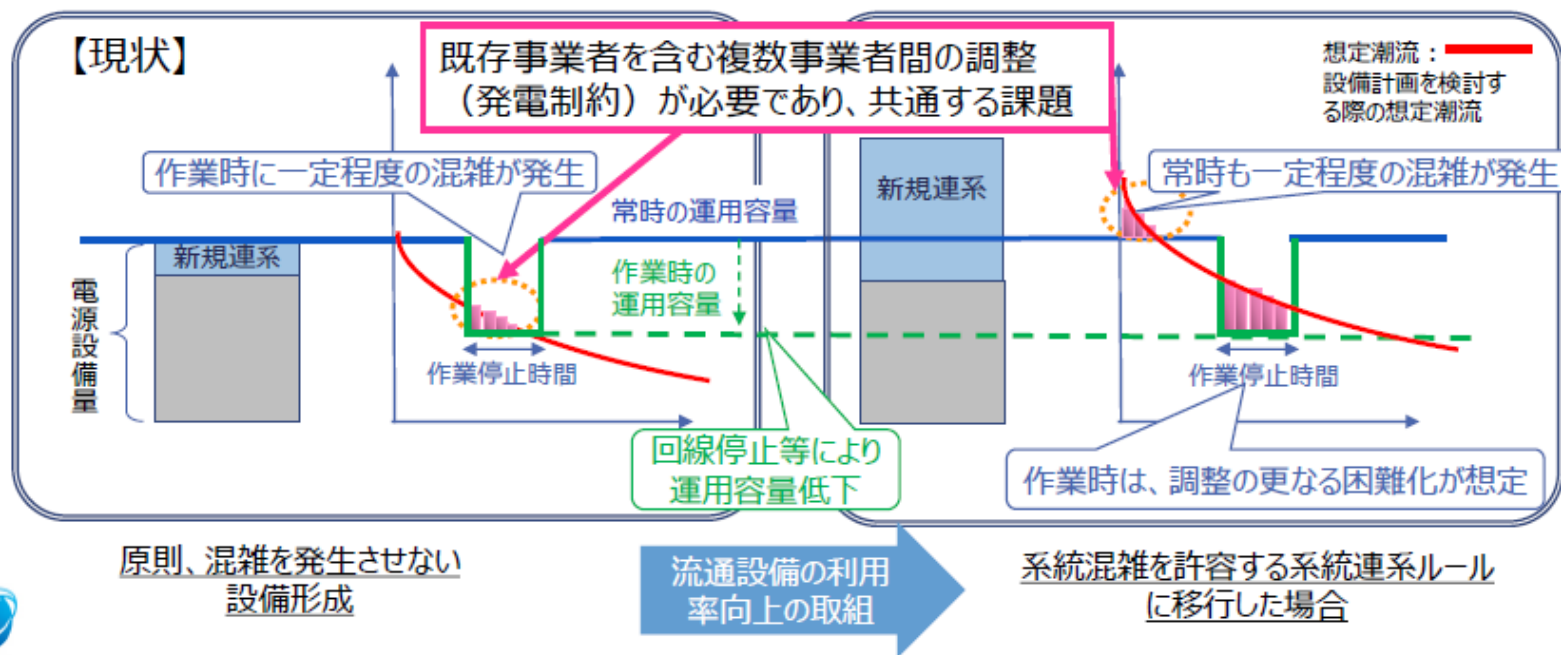 【現状】
既存事業者を含む複数事業者間の調整
（発電制約）が必要であり、共通する課題
想定潮流：
設備計画を検討す
る際の想定潮流
作業時に一定程度の混雑が発生
常時の運用容量
新規連系
電源設備量
作業時の
運用容量
作業停止時間
新規連系
常時も一定程度の混雑が発生
作業停止時間
回線停止等により
運用容量低下
作業時は、調整の更なる困難化が想定
原則、混雑を発生させない
設備形成
流通設備の利用
率向上の取組
系統混雑を許容する系統連系ルール
に移行した場合